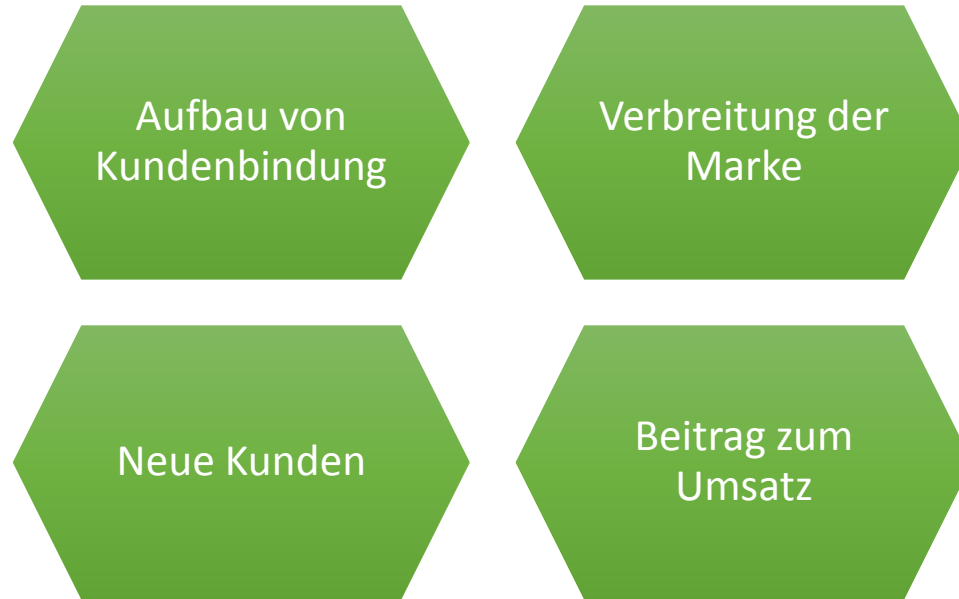 Aufbau von
Kundenbindung
Verbreitung der
Marke
Neue Kunden
Beitrag zum
Umsatz